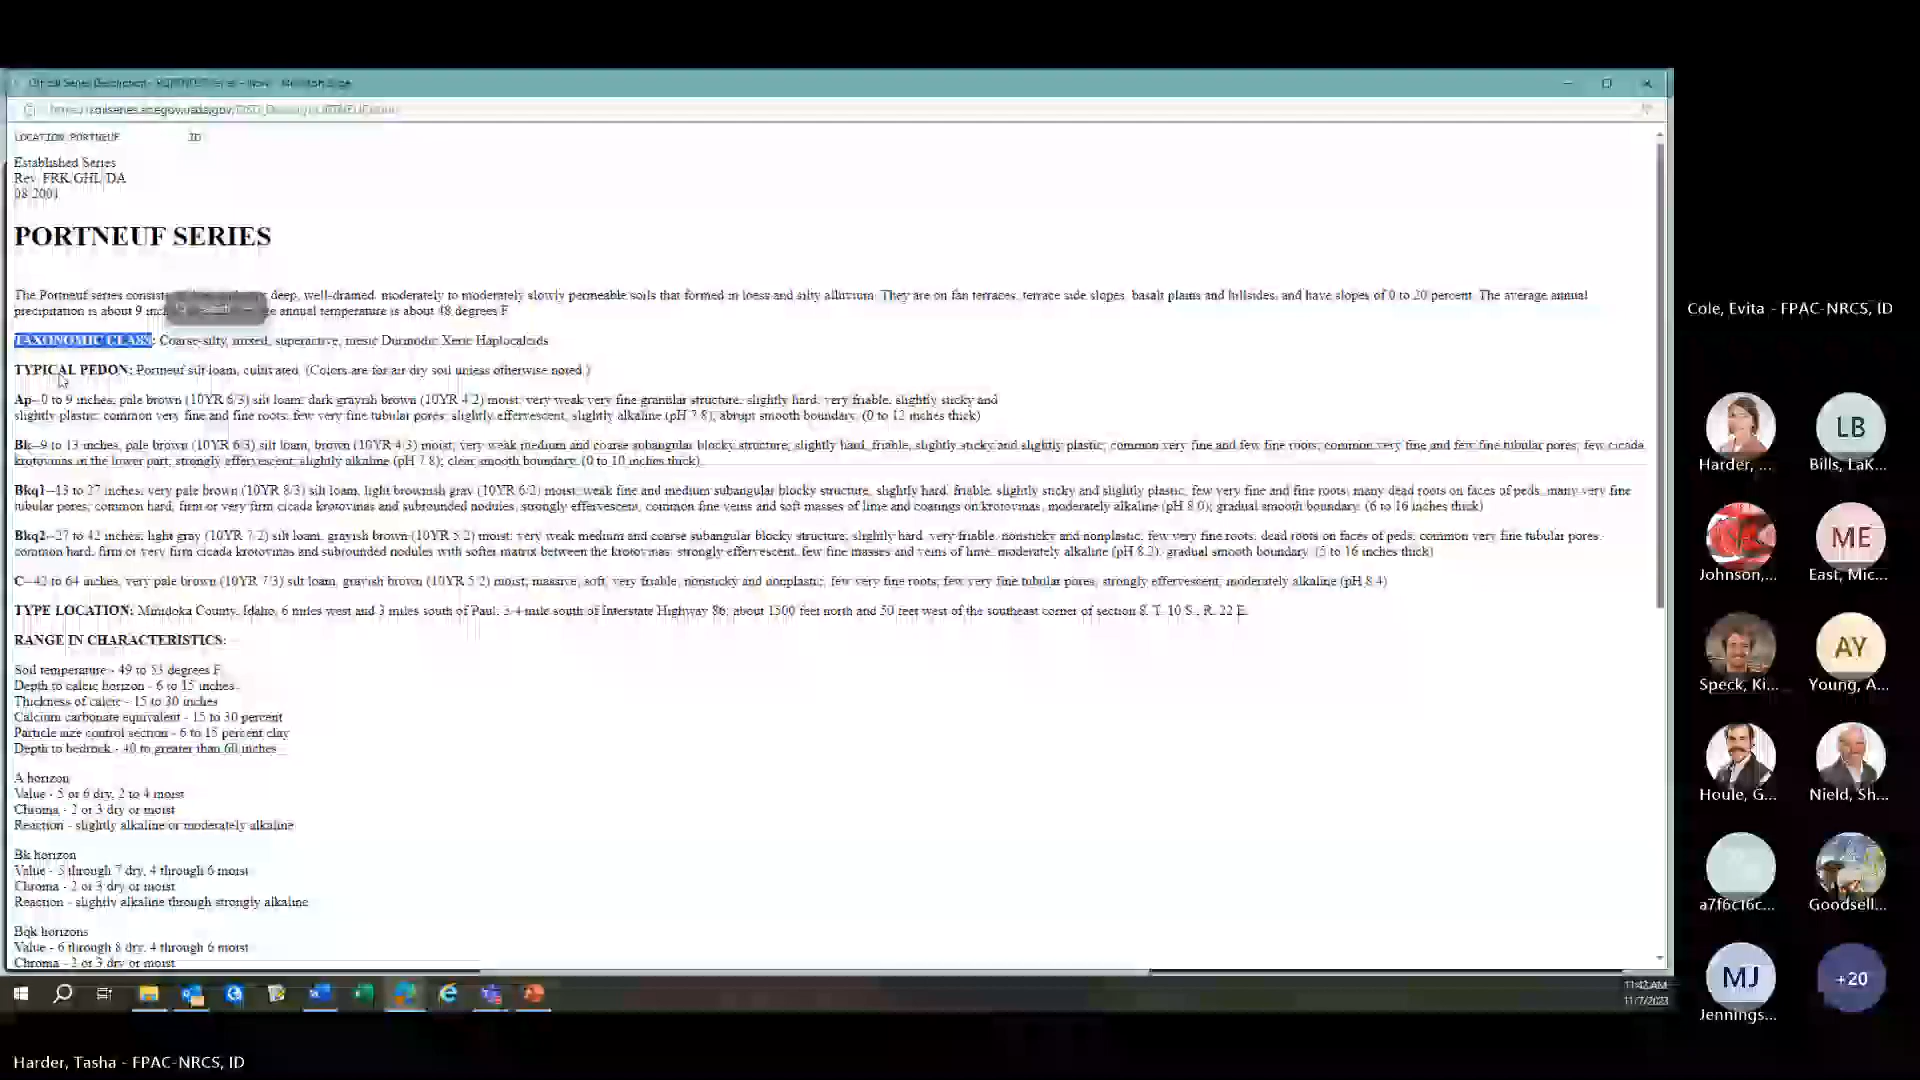 Official Series Description - PORTNEUF Series
LOCATION PORTNEUF ID
Established Series
Rev. FRK/GHL/DA
08/2001
PORTNEUF SERIES
The Portneuf series consists deep, well-drained, moderately to moderately slowly permeable soils that formed in loess and silty alluvium. They are on fan terraces, terrace side slopes, basalt plains and hillsides, and have slopes of 0 to 20 percent. The average annual
precipitation is about 9 annual temperature is about 48 degrees F
TAXONOMIC CLASS: Coarse-silty, mixed, superactive, mesic Durinodic Xeric Haplocalcids
TYPICAL PEDON: Portneuf silt loam, cultivated. (Colors are for air dry soil unless otherwise noted.)
Ap--0 to 9 inches; pale brown (10YR 6/3) silt loam; dark grayish brown (10YR 4/2) moist; very weak very fine granular structure; slightly hard, very friable, slightly sticky and
slightly plastic; common very fine and fine roots; few very fine tubular pores; slightly effervescent, slightly alkaline (pH 7.8); abrupt smooth boundary. (0 to 12 inches thick)
Bk--9 to 13 inches; pale brown (10YR 6/3) silt loam, brown (10YR 4/3) moist; very weak medium and coarse subangular blocky structure; slightly hard, friable, slightly sticky and slightly plastic; common very fine and few fine roots; common very fine and few fine tubular pores; few cicada
krotovinas in the lower part; strongly effervescent; slightly alkaline (pH 7.8); clear smooth boundary. (0 to 10 inches thick)
Bkq1--13 to 27 inches; very pale brown (10YR 8/3) silt loam, light brownish gray (10YR 6/2) moist; weak fine and medium subangular blocky structure; slightly hard, friable, slightly sticky and slightly plastic; few very fine and fine roots; many dead roots on faces of peds; many very fine
tubular pores; common hard, firm or very firm cicada krotovinas and subrounded nodules; strongly effervescent, common fine veins and soft masses of lime and coatings on krotovinas; moderately alkaline (pH 8.0); gradual smooth boundary. (6 to 16 inches thick)
Bkq2--27 to 42 inches; light gray (10YR 7/2) silt loam, grayish brown (10YR 5/2) moist; very weak medium and coarse subangular blocky structure; slightly hard, very friable, nonsticky and nonplastic; few very fine roots; dead roots on faces of peds; common very fine tubular pores;
common hard, firm or very firm cicada krotovinas and subrounded nodules with softer matrix between the krotovinas; strongly effervescent, few fine masses and veins of lime; moderately alkaline (pH 8.2); gradual smooth boundary. (5 to 16 inches thick)
C--42 to 64 inches; very pale brown (10YR 7/3) silt loam, grayish brown (10YR 5/2) moist; massive; soft, very friable, nonsticky and nonplastic; few very fine roots; few very fine tubular pores; strongly effervescent; moderately alkaline (pH 8.4)
TYPE LOCATION: Minidoka County, Idaho; 6 miles west and 3 miles south of Paul; 3/4 mile south of Interstate Highway 86; about 1500 feet north and 50 feet west of the southeast corner of section 8, T. 10 S., R. 22 E.
RANGE IN CHARACTERISTICS:
Soil temperature - 49 to 53 degrees F
Depth to calcic horizon - 6 to 15 inches
Thickness of calcic - 15 to 30 inches
Calcium carbonate equivalent - 15 to 30 percent
Particle size control section - 6 to 15 percent clay
Depth to bedrock - 40 to greater than 60 inches
A horizon
Value - 5 or 6 dry, 2 to 4 moist
Chroma - 2 or 3 dry or moist
Reaction - slightly alkaline or moderately alkaline
Bk horizon
Value - 5 through 7 dry, 4 through 6 moist
Chroma - 2 or 3 dry or moist
Reaction - slightly alkaline through strongly alkaline
Bqk horizons
Value - 6 through 8 dry, 4 through 6 moist
Chroma - 2 or 3 dry or moist
11:42 AM
11/7/2023
Cole, Evita - FPAC-NRCS, ID
Harder, ...
LB
Bills, LaK...
Johnson,...
ME
East, Mic...
Speck, Ki...
AY
Young, A...
Houle, G...
Nield, Sh...
a7f6c16c...
Goodsell...
MJ
Jennings...
+20
Harder, Tasha - FPAC-NRCS, ID